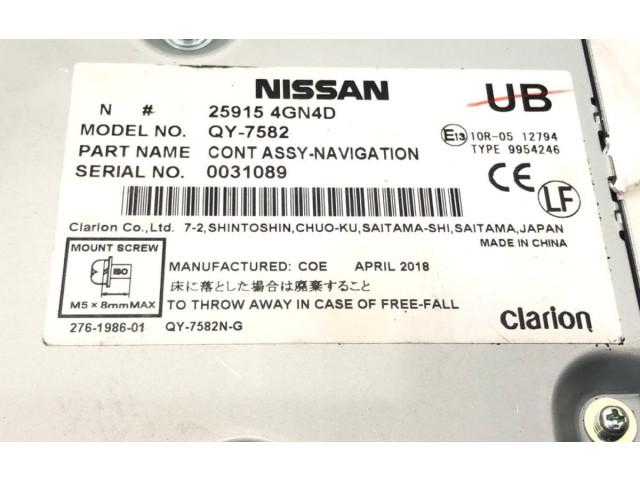 NISSAN
UB
N # 25915 4GN4D
MODEL NO. QY-7582
E13 10R-05 12794
PART NAME CONT ASSY-NAVIGATION
TYPE 9954246
SERIAL NO. 0031089
CE
LF
Clarion Co.,Ltd. 7-2,SHINTOSHIN,CHUO-KU,SAITAMA-SHI,SAITAMA,JAPAN
MADE IN CHINA
MOUNT SCREW
ISO
M5×8mmMAX
MANUFACTURED: COE APRIL 2018
床に落とした場合は廃棄すること
TO THROW AWAY IN CASE OF FREE-FALL
276-1986-01 QY-7582N-G
clarion